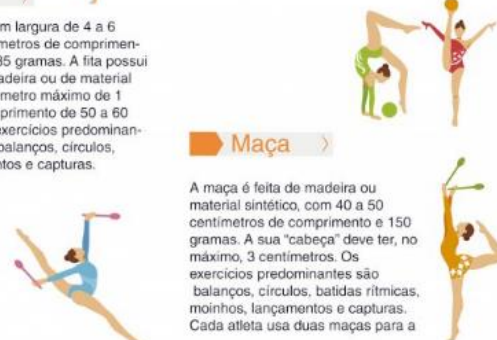 m largura de 4 a 6
metros de comprimen-
35 gramas. A fita possui
adeira ou de material
metro máximo de 1
primento de 50 a 60
exercícios predominan-
balanços, círculos,
ntos e capturas.
Maça
A maça é feita de madeira ou
material sintético, com 40 a 50
centímetros de comprimento e 150
gramas. A sua "cabeça" deve ter, no
máximo, 3 centímetros. Os
exercícios predominantes são
balanços, círculos, batidas rítmicas,
moinhos, lançamentos e capturas.
Cada atleta usa duas maças para a